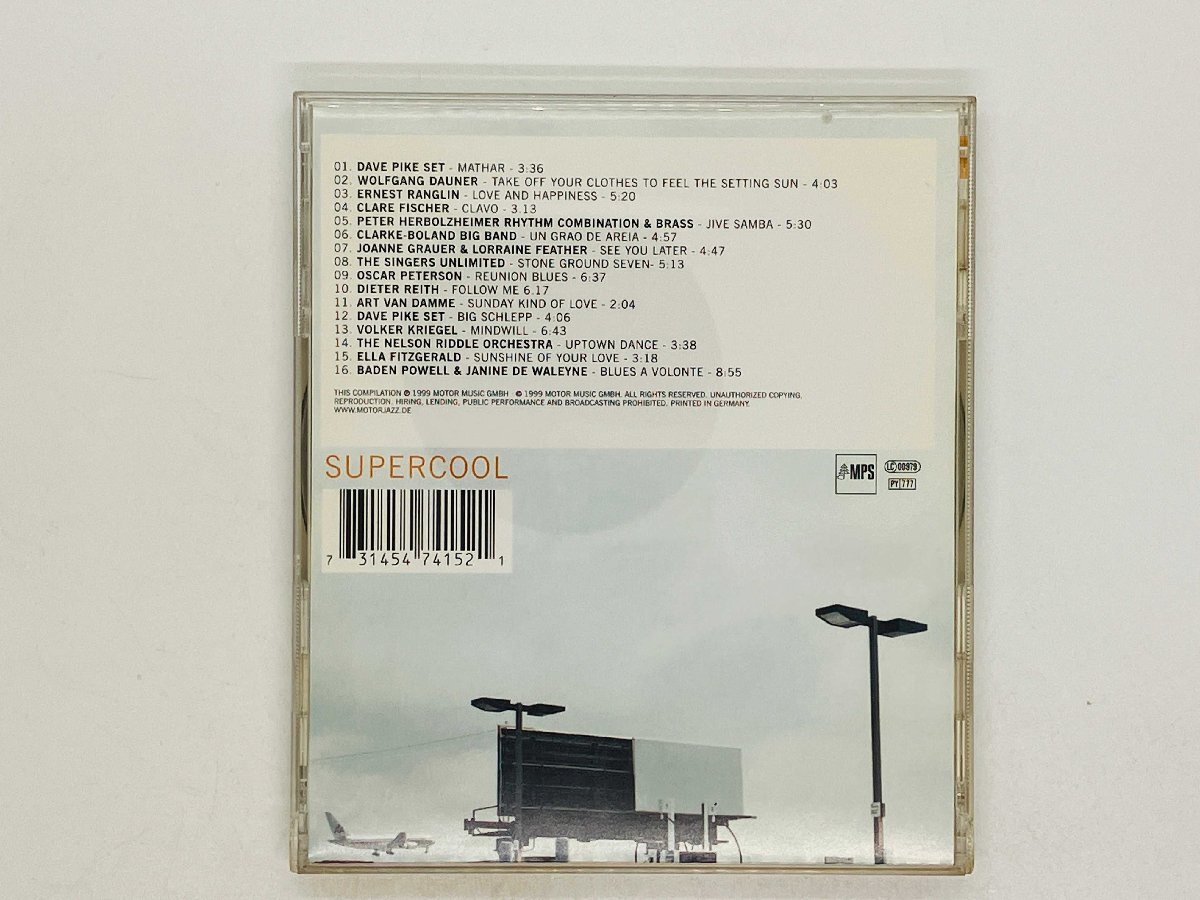 01. DAVE PIKE SET - MATHAR - 3:36
02. WOLFGANG DAUNER - TAKE OFF YOUR CLOTHES TO FEEL THE SETTING SUN - 4:03
03. ERNEST RANGLIN - LOVE AND HAPPINESS - 5:20
04. CLARE FISCHER - CLAVO - 3.13
05. PETER HERBOLZHEIMER RHYTHM COMBINATION & BRASS - JIVE SAMBA - 5:30
06. CLARKE-BOLAND BIG BAND - UN GRAO DE AREIA - 4:57
07. JOANNE GRAUER & LORRAINE FEATHER - SEE YOU LATER - 4:47
08. THE SINGERS UNLIMITED - STONE GROUND SEVEN- 5:13
09. OSCAR PETERSON - REUNION BLUES - 6:37
10. DIETER REITH - FOLLOW ME 6.17
11. ART VAN DAMME - SUNDAY KIND OF LOVE - 2:04
12. DAVE PIKE SET - BIG SCHLEPP - 4:06
13. VOLKER KRIEGEL - MINDWILL - 6:43
14. THE NELSON RIDDLE ORCHESTRA - UPTOWN DANCE - 3:38
15. ELLA FITZGERALD - SUNSHINE OF YOUR LOVE - 3:18
16. BADEN POWELL & JANINE DE WALEYNE - BLUES A VOLONTE - 8:55
THIS COMPILATION ℗ 1999 MOTOR MUSIC GMBH © 1999 MOTOR MUSIC GMBH. ALL RIGHTS RESERVED. UNAUTHORIZED COPYING,
REPRODUCTION, HIRING, LENDING, PUBLIC PERFORMANCE AND BROADCASTING PROHIBITED. PRINTED IN GERMANY.
WWW.MOTORJAZZ.DE
SUPERCOOL
MPS
LC 00979
PY 777
7 31454 74152 1